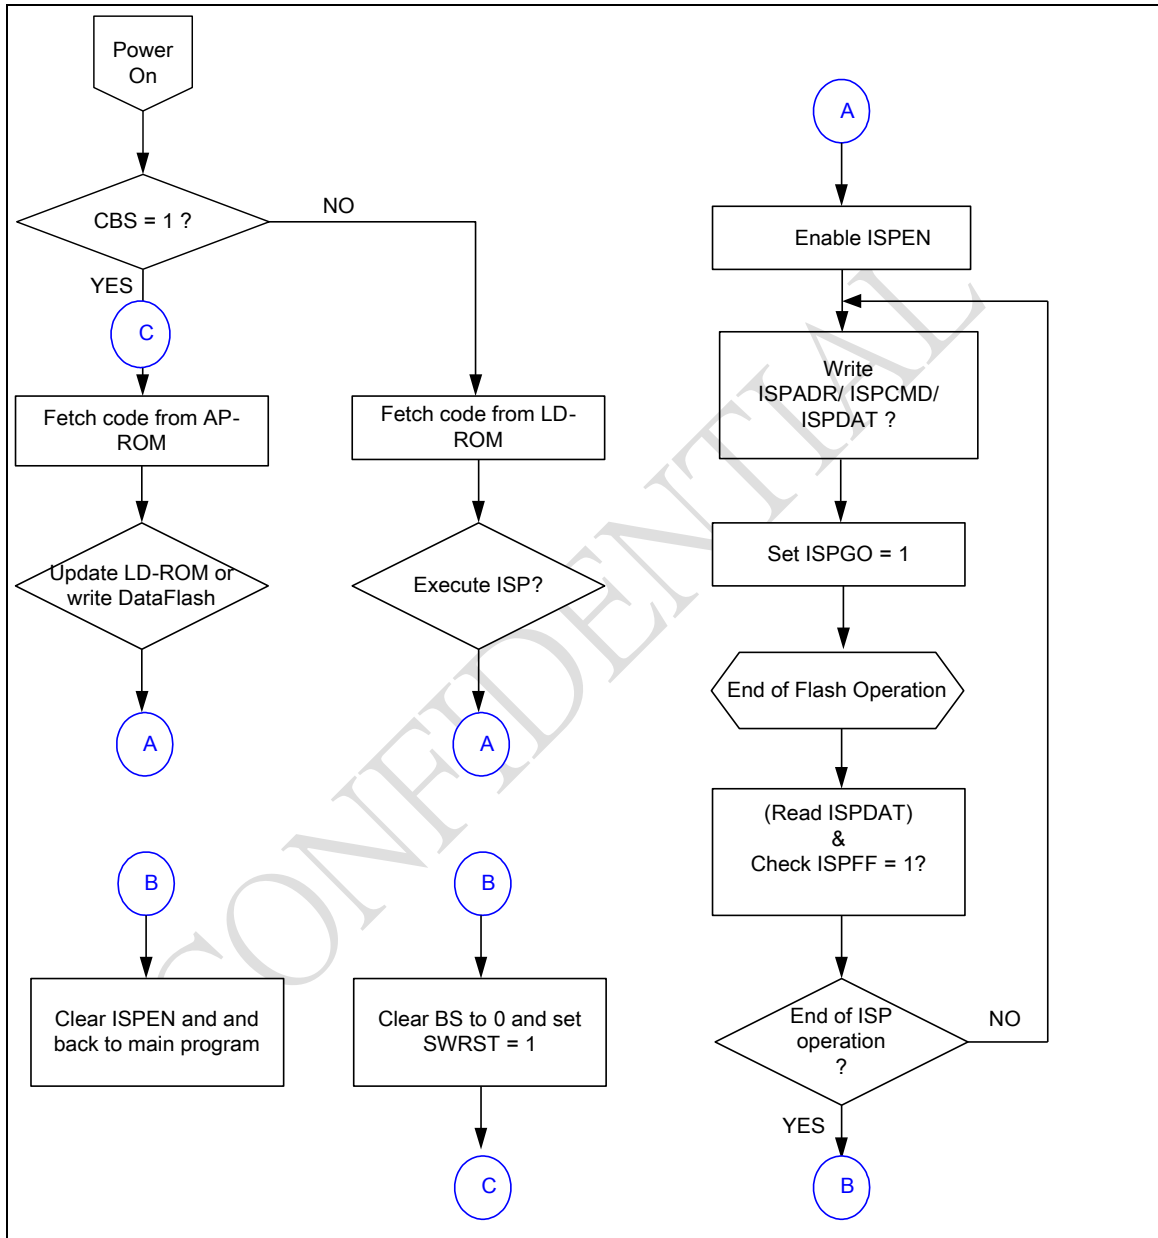 Power
On
CBS = 1 ?
NO
YES
C
Fetch code from AP-
ROM
Fetch code from LD-
ROM
Update LD-ROM or
write DataFlash
Execute ISP?
A
A
B
B
Clear ISPEN and and
back to main program
Clear BS to 0 and set
SWRST = 1
C
A
Enable ISPEN
Write
ISPADR/ ISPCMD/
ISPDAT ?
Set ISPGO = 1
End of Flash Operation
(Read ISPDAT)
&
Check ISPFF = 1?
End of ISP
operation
?
NO
YES
B
CONFIDENTIAL